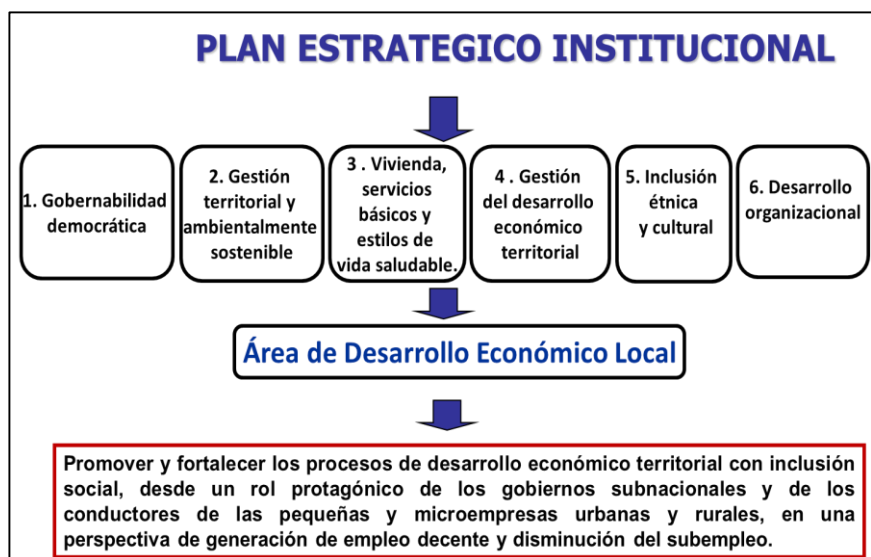 PLAN ESTRATEGICO INSTITUCIONAL
1. Gobernabilidad
democrática
2. Gestión
territorial y
ambientalmente
sostenible
3 . Vivienda,
servicios
básicos y
estilos de
vida saludable.
4 . Gestión
del desarrollo
económico
territorial
5. Inclusión
étnica
y cultural
6. Desarrollo
organizacional
Área de Desarrollo Económico Local
Promover y fortalecer los procesos de desarrollo económico territorial con inclusión
social, desde un rol protagónico de los gobiernos subnacionales y de los
conductores de las pequeñas y microempresas urbanas y rurales, en una
perspectiva de generación de empleo decente y disminución del subempleo.